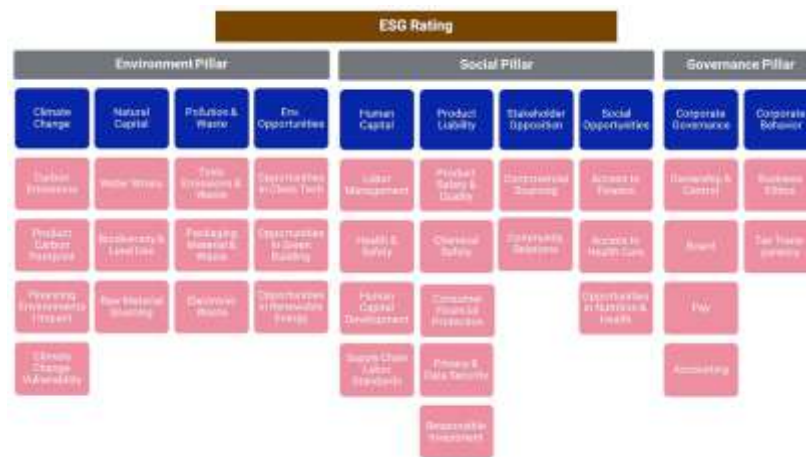 ESG Rating
Environment Pillar
Social Pillar
Governance Pillar
Climate
Change
Natural
Capital
Pollution &
Waste
Env.
Opportunities
Human
Capital
Product
Liability
Stakeholder
Opposition
Social
Opportunities
Corporate
Governance
Corporate
Behavior
Carbon
Emissions
Water Stress
Toxic
Emissions &
Waste
Opportunities
in Clean Tech
Labor
Management
Product
Safety &
Quality
Controversial
Sourcing
Access to
Finance
Ownership &
Control
Business
Ethics
Product
Carbon
Footprint
Biodiversity &
Land Use
Packaging
Material &
Waste
Opportunities
in Green
Building
Health &
Safety
Chemical
Safety
Community
Relations
Access to
Health Care
Board
Tax Trans-
parency
Financing
Environmental
Impact
Raw Material
Sourcing
Electronic
Waste
Opportunities
in Renewable
Energy
Human
Capital
Development
Consumer
Financial
Protection
Opportunities
in Nutrition &
Health
Pay
Climate
Change
Vulnerability
Supply Chain
Labor
Standards
Privacy &
Data Security
Accounting
Responsible
Investment